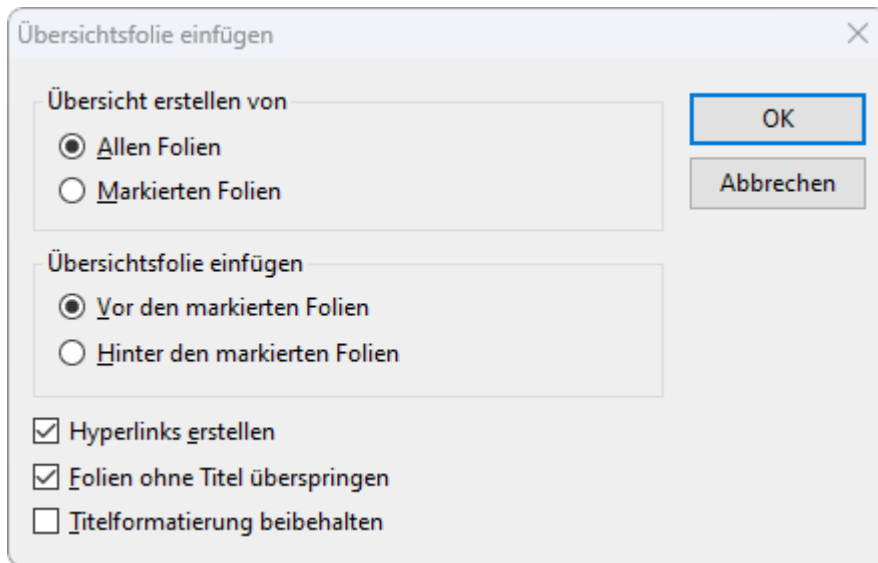 Übersichtsfolie einfügen
Übersicht erstellen von
Allen Folien
Markierten Folien
OK
Abbrechen
Übersichtsfolie einfügen
Vor den markierten Folien
Hinter den markierten Folien
Hyperlinks erstellen
Folien ohne Titel überspringen
Titelformatierung beibehalten